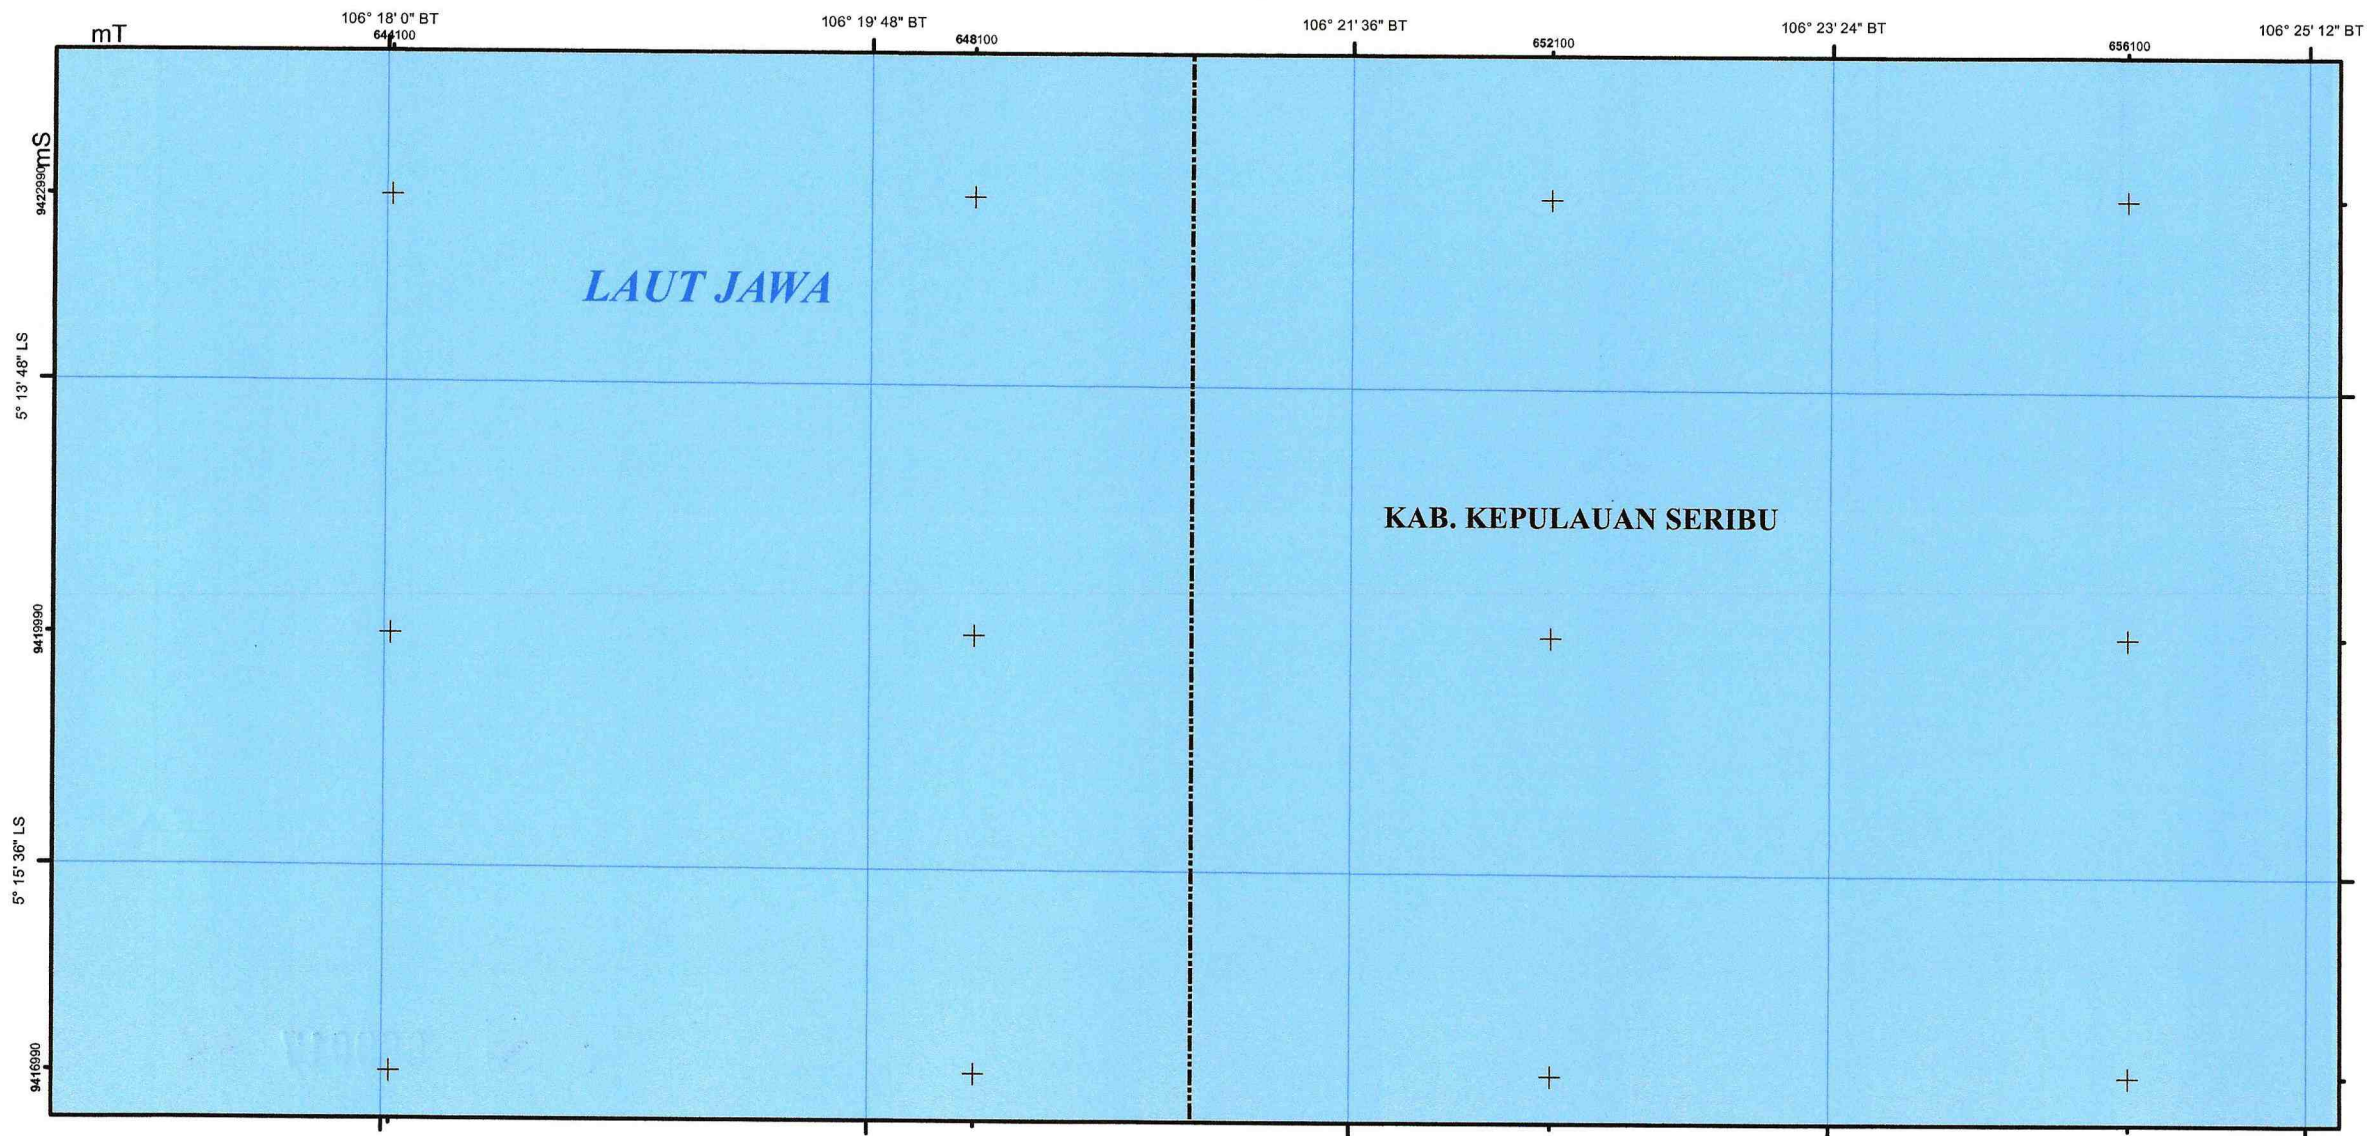 106° 18' 0" BT
106° 19' 48" BT
106° 21' 36" BT
106° 23' 24" BT
106° 25' 12" BT
mT
644100
648100
652100
656100
9422990mS
LAUT JAWA
5° 13' 48" LS
KAB. KEPULAUAN SERIBU
9419990
5° 15' 36" LS
9416990